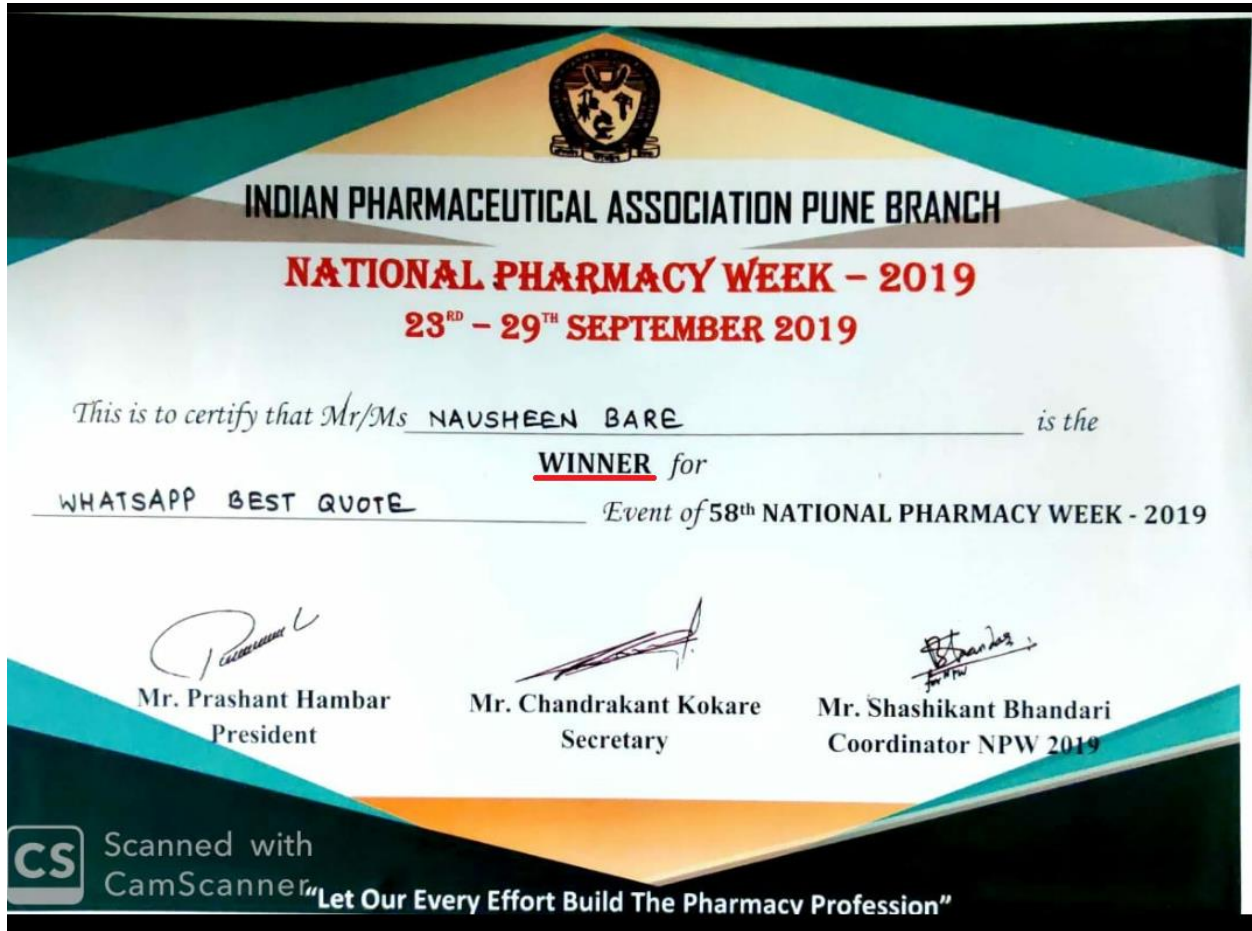 INDIAN PHARMACEUTICAL ASSOCIATION PUNE BRANCH
NATIONAL PHARMACY WEEK – 2019
23RD – 29TH SEPTEMBER 2019
This is to certify that Mr/Ms NAUSHEEN BARE is the
WINNER for
WHATSAPP BEST QUOTE Event of 58th NATIONAL PHARMACY WEEK - 2019
Mr. Prashant Hambar
President
Mr. Chandrakant Kokare
Secretary
Mr. Shashikant Bhandari
Coordinator NPW 2019
CS
Scanned with
CamScanner
"Let Our Every Effort Build The Pharmacy Profession"